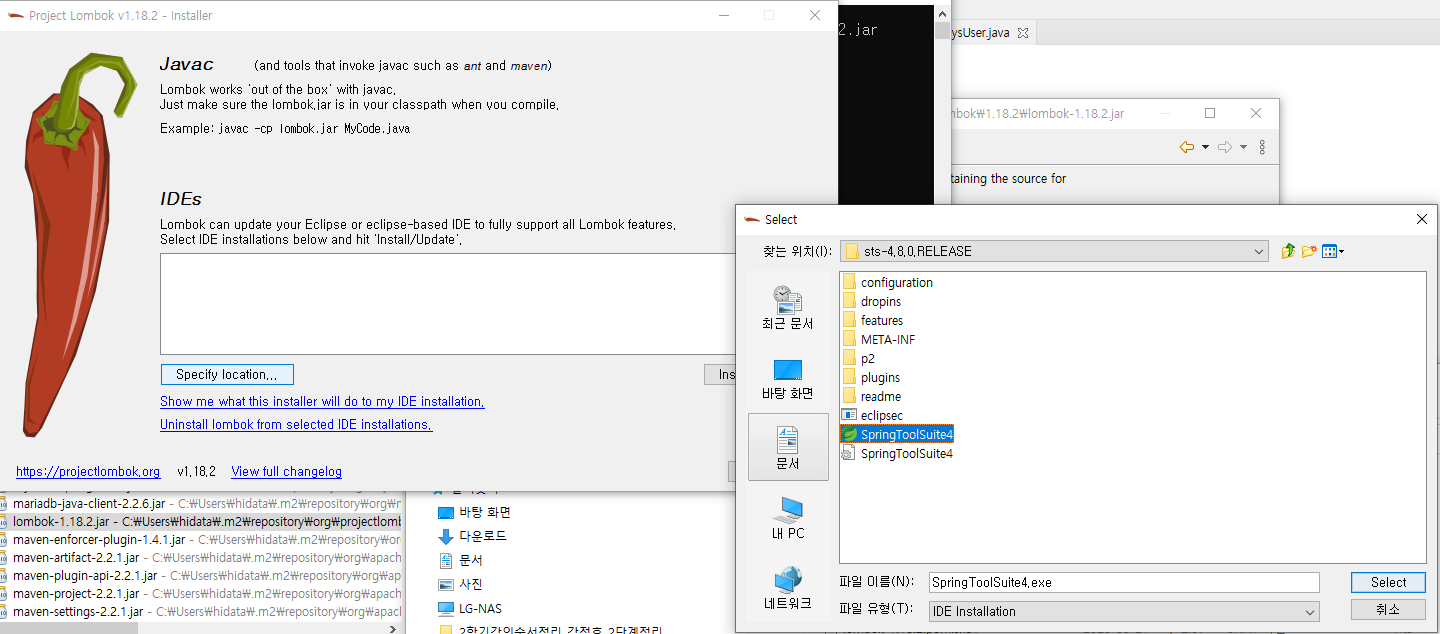 Project Lombok v1.18.2 - Installer
Javac (and tools that invoke javac such as ant and maven)
Lombok works 'out of the box' with javac.
Just make sure the lombok.jar is in your classpath when you compile.
Example: javac -cp lombok.jar MyCode.java
IDEs
Lombok can update your Eclipse or eclipse-based IDE to fully support all Lombok features.
Select IDE installations below and hit 'Install/Update'.
Specify location...
Ins
Show me what this installer will do to my IDE installation.
Uninstall lombok from selected IDE installations.
https://projectlombok.org v1.18.2 View full changelog
2.jar
ysUser.java
bok₩1.18.2₩lombok-1.18.2.jar
taining the source for
Select
찾는 위치(I): sts-4.8.0.RELEASE
최근 문서
바탕 화면
문서
내 PC
네트워크
configuration
dropins
features
META-INF
p2
plugins
readme
eclipsec
SpringToolSuite4
SpringToolSuite4
파일 이름(N): SpringToolSuite4.exe
Select
파일 유형(T): IDE Installation
취소
mariadb-java-client-2.2.6.jar - C:₩Users₩hidata₩.m2₩repository₩org₩m
lombok-1.18.2.jar - C:₩Users₩hidata₩.m2₩repository₩org₩projectlomb
maven-enforcer-plugin-1.4.1.jar - C:₩Users₩hidata₩.m2₩repository₩o
maven-artifact-2.2.1.jar - C:₩Users₩hidata₩.m2₩repository₩org₩apach
maven-plugin-api-2.2.1.jar - C:₩Users₩hidata₩.m2₩repository₩org₩ap
maven-project-2.2.1.jar - C:₩Users₩hidata₩.m2₩repository₩org₩apach
maven-settings-2.2.1.jar - C:₩Users₩hidata₩.m2₩repository₩org₩apac
바탕 화면
다운로드
문서
사진
LG-NAS